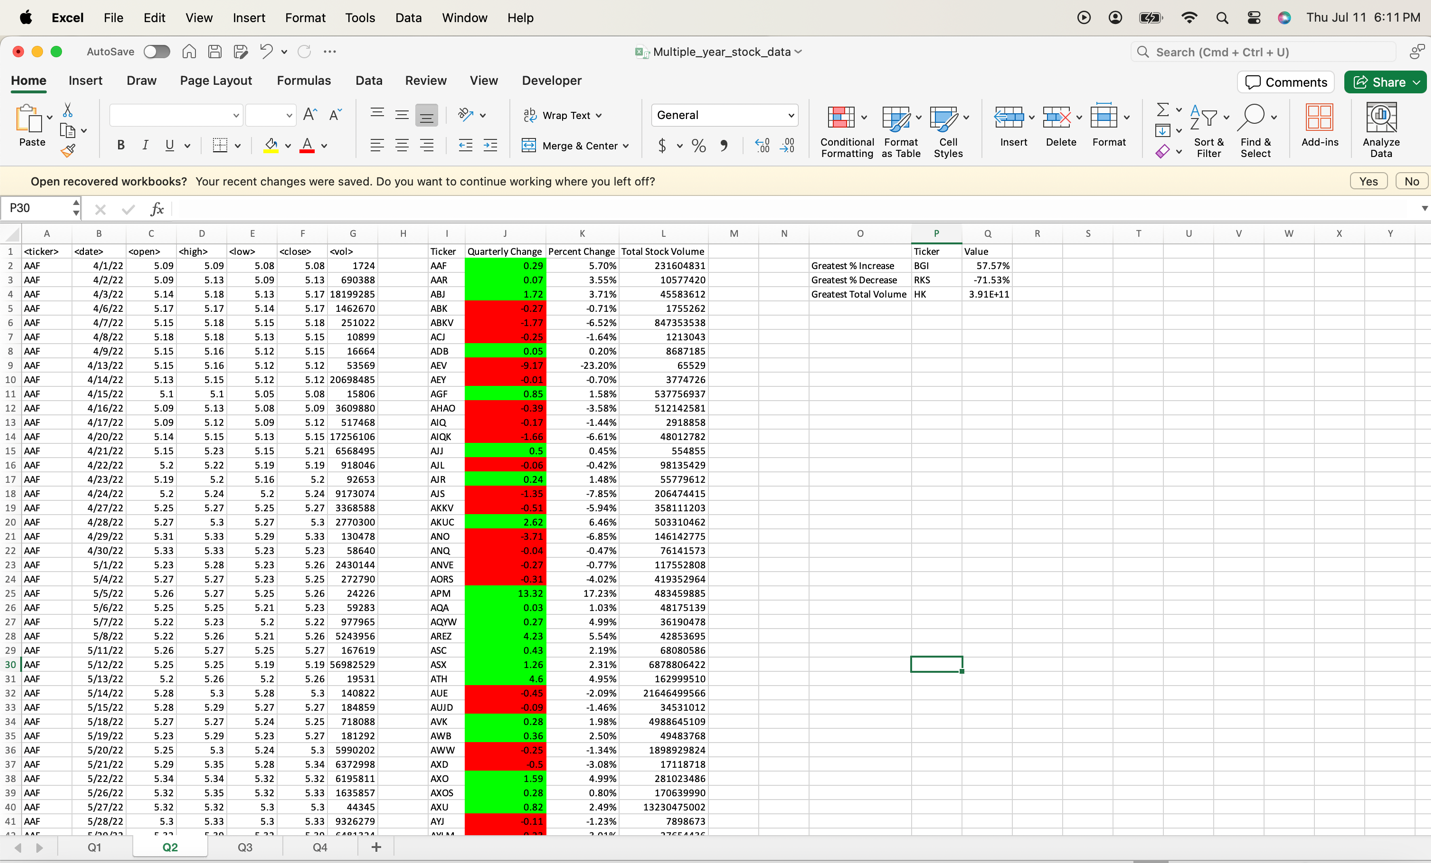 Excel File Edit View Insert Format Tools Data Window Help Thu Jul 11 6:11 PM
AutoSave Multiple_year_stock_data Search (Cmd + Ctrl + U)
Home Insert Draw Page Layout Formulas Data Review View Developer Comments Share
Wrap Text General
Paste B I U A Merge & Center $ % Conditional Formatting Format as Table Cell Styles Insert Delete Format Sort & Filter Find & Select Add-ins Analyze Data
Open recovered workbooks? Your recent changes were saved. Do you want to continue working where you left off? Yes No
P30 fx
A B C D E F G H I J K L M N O P Q R S T U V W X Y
1 <ticker> <date> <open> <high> <low> <close> <vol> Ticker Quarterly Change Percent Change Total Stock Volume Ticker Value
2 AAF 4/1/22 5.09 5.09 5.08 5.08 1724 AAF 0.29 5.70% 231604831 Greatest % Increase BGI 57.57%
3 AAF 4/2/22 5.09 5.13 5.09 5.13 690388 AAR 0.07 3.55% 10577420 Greatest % Decrease RKS -71.53%
4 AAF 4/3/22 5.14 5.18 5.13 5.17 18199285 ABJ 1.72 3.71% 45583612 Greatest Total Volume HK 3.91E+11
5 AAF 4/6/22 5.17 5.17 5.14 5.17 1462670 ABK -0.27 -0.71% 1755262
6 AAF 4/7/22 5.15 5.18 5.15 5.18 251022 ABKV -1.77 -6.52% 847353538
7 AAF 4/8/22 5.18 5.18 5.13 5.15 10899 ACJ -0.25 -1.64% 1213043
8 AAF 4/9/22 5.15 5.16 5.12 5.15 16664 ADB 0.05 0.20% 8687185
9 AAF 4/13/22 5.15 5.16 5.12 5.12 53569 AEV -9.17 -23.20% 65529
10 AAF 4/14/22 5.13 5.15 5.12 5.12 20698485 AEY -0.01 -0.70% 3774726
11 AAF 4/15/22 5.1 5.1 5.05 5.08 15806 AGF 0.85 1.58% 537756937
12 AAF 4/16/22 5.09 5.13 5.08 5.09 3609880 AHAO -0.39 -3.58% 512142581
13 AAF 4/17/22 5.09 5.12 5.09 5.12 517468 AIQ -0.17 -1.44% 2918858
14 AAF 4/20/22 5.14 5.15 5.13 5.15 17256106 AIQK -1.66 -6.61% 48012782
15 AAF 4/21/22 5.15 5.23 5.15 5.21 6568495 AJJ 0.5 0.45% 554855
16 AAF 4/22/22 5.2 5.22 5.19 5.19 918046 AJL -0.06 -0.42% 98135429
17 AAF 4/23/22 5.19 5.2 5.16 5.2 92653 AJR 0.24 1.48% 55779612
18 AAF 4/24/22 5.2 5.24 5.2 5.24 9173074 AJS -1.35 -7.85% 206474415
19 AAF 4/27/22 5.25 5.27 5.25 5.27 3368588 AKKV -0.51 -5.94% 358111203
20 AAF 4/28/22 5.27 5.3 5.27 5.3 2770300 AKUC 2.62 6.46% 503310462
21 AAF 4/29/22 5.31 5.33 5.29 5.33 130478 ANO -3.71 -6.85% 146142775
22 AAF 4/30/22 5.33 5.33 5.23 5.23 58640 ANQ -0.04 -0.47% 76141573
23 AAF 5/1/22 5.23 5.28 5.23 5.26 2430144 ANVE -0.27 -0.77% 117552808
24 AAF 5/4/22 5.27 5.27 5.23 5.25 272790 AORS -0.31 -4.02% 419352964
25 AAF 5/5/22 5.26 5.27 5.25 5.26 24226 APM 13.32 17.23% 483459885
26 AAF 5/6/22 5.25 5.25 5.21 5.23 59283 AQA 0.03 1.03% 48175139
27 AAF 5/7/22 5.22 5.23 5.2 5.22 977965 AQYW 0.27 4.99% 36190478
28 AAF 5/8/22 5.22 5.26 5.21 5.26 5243956 AREZ 4.23 5.54% 42853695
29 AAF 5/11/22 5.26 5.27 5.25 5.27 167619 ASC 0.43 2.19% 68080586
30 AAF 5/12/22 5.25 5.25 5.19 5.19 56982529 ASX 1.26 2.31% 6878806422
31 AAF 5/13/22 5.2 5.26 5.2 5.26 19531 ATH 4.6 4.95% 162999510
32 AAF 5/14/22 5.28 5.3 5.28 5.3 140822 AUE -0.45 -2.09% 21646499566
33 AAF 5/15/22 5.28 5.29 5.27 5.27 184859 AUJD -0.09 -1.46% 34531012
34 AAF 5/18/22 5.27 5.27 5.24 5.25 718088 AVK 0.28 1.98% 4988645109
35 AAF 5/19/22 5.23 5.29 5.23 5.27 181292 AWB 0.36 2.50% 49483768
36 AAF 5/20/22 5.25 5.3 5.24 5.3 5990202 AWW -0.25 -1.34% 1898929824
37 AAF 5/21/22 5.29 5.35 5.28 5.34 6372998 AXD -0.5 -3.08% 17118718
38 AAF 5/22/22 5.34 5.34 5.32 5.32 6195811 AXO 1.59 4.99% 281023486
39 AAF 5/26/22 5.32 5.35 5.32 5.33 1635857 AXOS 0.28 0.80% 170639990
40 AAF 5/27/22 5.32 5.32 5.3 5.3 44345 AXU 0.82 2.49% 13230475002
41 AAF 5/28/22 5.3 5.33 5.3 5.33 9326279 AYJ -0.11 -1.23% 7898673
Q1 Q2 Q3 Q4 +